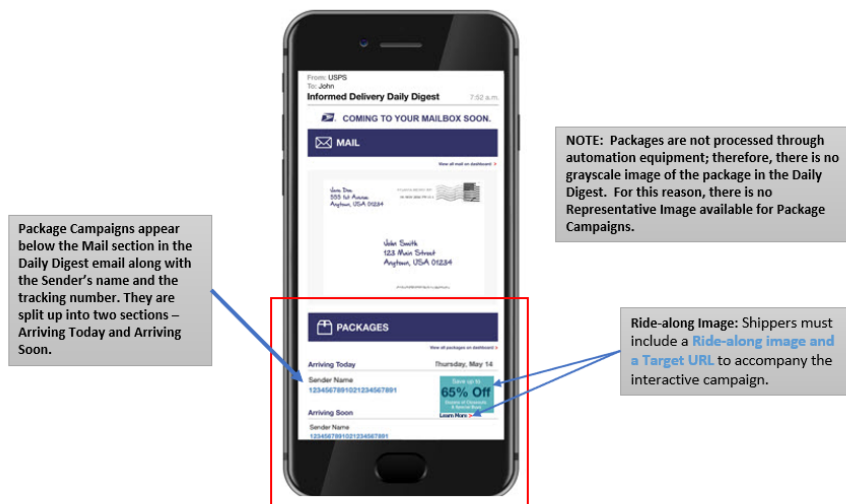 From: USPS
To: John
Informed Delivery Daily Digest 7:52 a.m.
COMING TO YOUR MAILBOX SOON.
MAIL
View all mail on dashboard >
Jane Doe
555 1st Avenue
Anytown, USA 01234
John Smith
123 Main Street
Anytown, USA 01234
PACKAGES
View all packages on dashboard >
Arriving Today Thursday, May 14
Sender Name
1234567891021234567891
Save up to
65% Off
Learn More >
Arriving Soon
Sender Name
1234567891021234567891
Package Campaigns appear
below the Mail section in the
Daily Digest email along with
the Sender's name and the
tracking number. They are
split up into two sections –
Arriving Today and Arriving
Soon.
NOTE: Packages are not processed through
automation equipment; therefore, there is no
grayscale image of the package in the Daily
Digest. For this reason, there is no
Representative Image available for Package
Campaigns.
Ride-along Image: Shippers must
include a Ride-along image and
a Target URL to accompany the
interactive campaign.